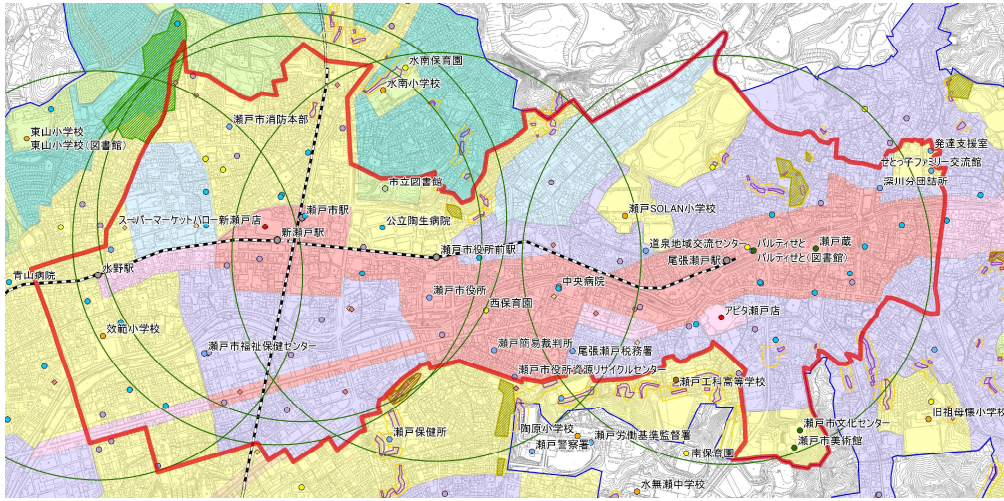 水南保育園
水南小学校
瀬戸市消防本部
東山小学校
東山小学校(図書館)
発達支援室
せとっ子ファミリー交流館
深川分団詰所
市立図書館
瀬戸市駅
スーパーマーケットバロー新瀬戸店
公立陶生病院
瀬戸SOLAN小学校
新瀬戸駅
瀬戸市役所前駅
道泉地域交流センター
パルティせと
瀬戸蔵
尾張瀬戸駅
パルティせと(図書館)
水野駅
青山病院
中央病院
瀬戸市役所
西保育園
アピタ瀬戸店
効範小学校
瀬戸市福祉保健センター
瀬戸簡易裁判所
尾張瀬戸税務署
瀬戸市役所資源リサイクルセンター
瀬戸工科高等学校
旧祖母懐小学校
瀬戸市文化センター
瀬戸保健所
陶原小学校
瀬戸労働基準監督署
瀬戸市美術館
瀬戸警察署
南保育園
水無瀬中学校